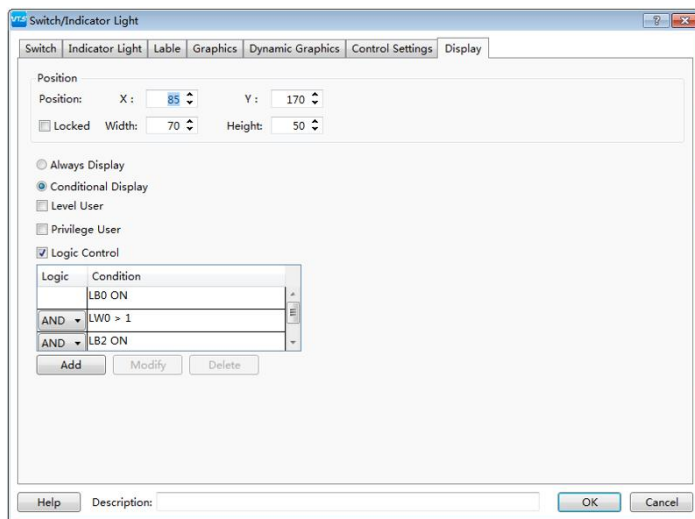 VTS Switch/Indicator Light
Switch Indicator Light Lable Graphics Dynamic Graphics Control Settings Display
Position
Position: X : 85 Y : 170
Locked Width: 70 Height: 50
Always Display
Conditional Display
Level User
Privilege User
Logic Control
Logic Condition
LB0 ON
AND LW0 > 1
AND LB2 ON
Add Modify Delete
Help Description: OK Cancel